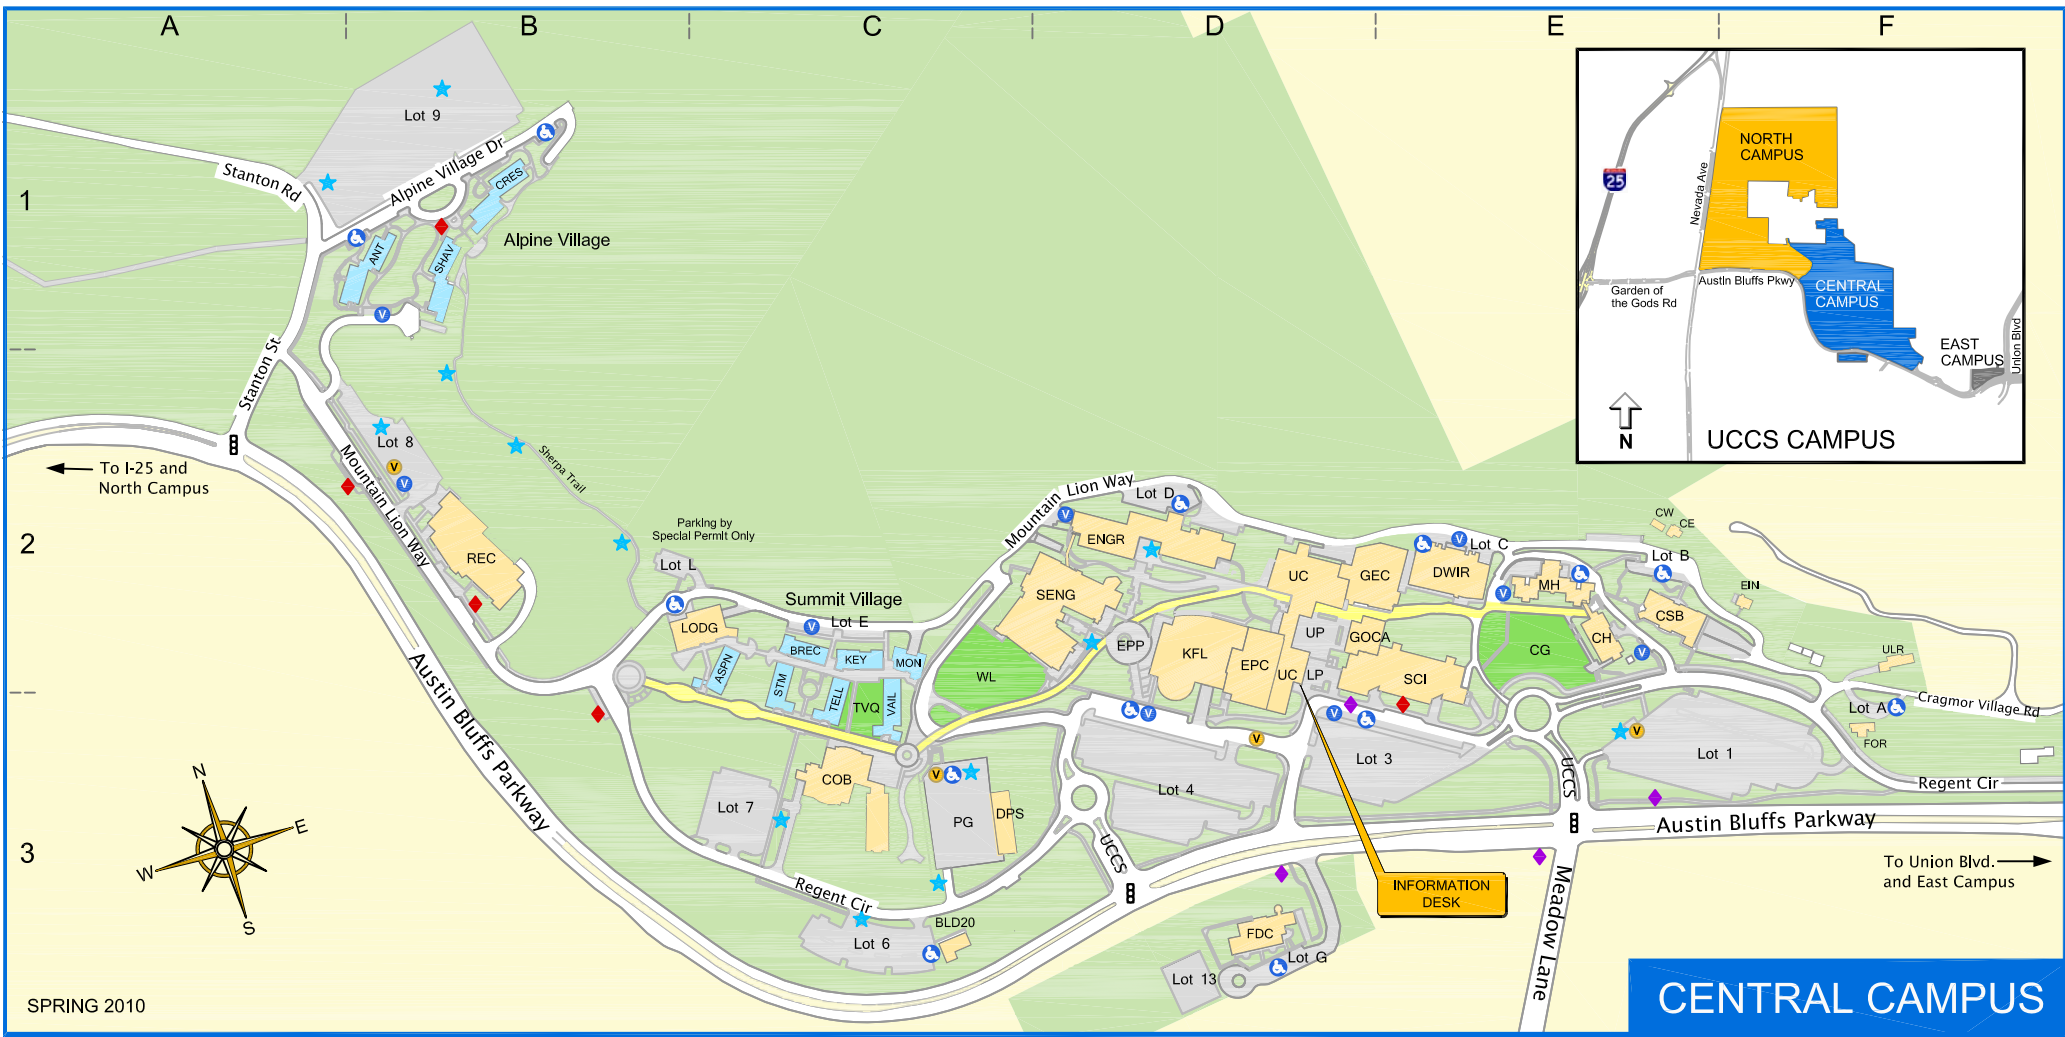 A
B
C
D
E
F
1
2
3
Lot 9
Stanton Rd
Alpine Village Dr
CRES
ANT
SHAV
Alpine Village
V
Stanton St
To I-25 and
North Campus
Lot 8
V
V
Mountain Lion Way
REC
Sherpa Trail
Parking by
Special Permit Only
Lot L
Summit Village
LODG
V
Lot E
ASPN
BREC
KEY
MON
STM
TELL
TVQ
VAIL
Austin Bluffs Parkway
COB
Lot 7
V
PG
DPS
Regent Cir
Lot 6
BLD20
Mountain Lion Way
Lot D
V
ENGR
SENG
WL
EPP
KFL
EPC
UC
UC
GEC
UP
LP
GOCA
SCI
DWIR
V
Lot C
V
MH
CH
CG
V
CSB
Lot B
CW
CE
EIN
ULR
Cragmor Village Rd
Lot A
FOR
V
V
V
Lot 4
Lot 3
V
Lot 1
UCCS
UCCS
Regent Cir
Austin Bluffs Parkway
To Union Blvd.
and East Campus
Meadow Lane
INFORMATION
DESK
FDC
Lot G
Lot 13
N
E
W
S
SPRING 2010
CENTRAL CAMPUS
NORTH
CAMPUS
25
Nevada Ave
Garden of
the Gods Rd
Austin Bluffs Pkwy
CENTRAL
CAMPUS
EAST
CAMPUS
Union Blvd
N
UCCS CAMPUS